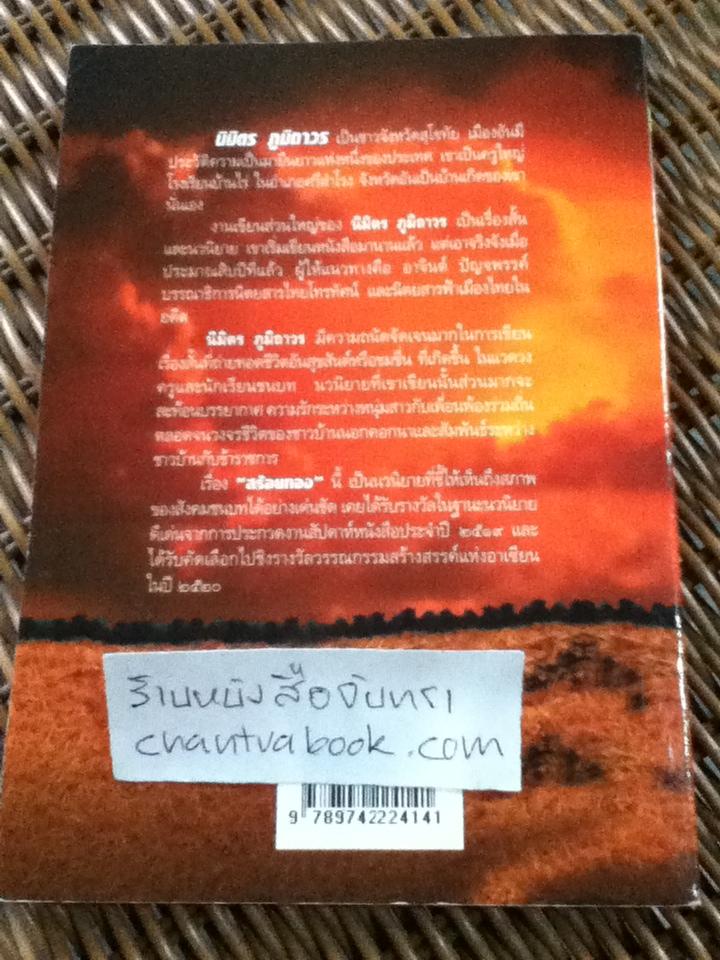 นิมิตร ภูมิถาวร เป็นชาวจังหวัดสุโขทัย เมืองอันมี
ประวัติความเป็นมายืนยาวแห่งหนึ่งของประเทศ เขาเป็นครูใหญ่
โรงเรียนบ้านไร่ ในอำเภอศรีสำโรง จังหวัดอันเป็นบ้านเกิดของเขา
นั่นเอง
งานเขียนส่วนใหญ่ของ นิมิตร ภูมิถาวร เป็นเรื่องสั้น
และนวนิยาย เขาเริ่มเขียนหนังสือมานานแล้ว แต่เอาจริงจังเมื่อ
ประมาณสิบปีที่แล้ว ผู้ให้แนวทางคือ อาจินต์ ปัญจพรรค์
บรรณาธิการนิตยสารไทยโทรทัศน์ และนิตยสารฟ้าเมืองไทยใน
อดีต
นิมิตร ภูมิถาวร มีความถนัดจัดเจนมากในการเขียน
เรื่องสั้นที่ถ่ายทอดชีวิตอันสุขสันต์หรือขมขื่น ที่เกิดขึ้น ในแวดวง
ครูและนักเรียนชนบท นวนิยายที่เขาเขียนนั้นส่วนมากจะ
สะท้อนบรรยากาศ ความรักระหว่างหนุ่มสาวกับเพื่อนพ้องร่วมถิ่น
ตลอดจนวงจรชีวิตของชาวบ้านนอกคอกนาและสัมพันธ์ระหว่าง
ชาวบ้านกับข้าราชการ
เรื่อง "สร้อยทอง" นี้ เป็นนวนิยายที่ชี้ให้เห็นถึงสภาพ
ของสังคมชนบทได้อย่างเด่นชัด เคยได้รับรางวัลในฐานะนวนิยาย
ดีเด่นจากการประกวดงานสัปดาห์หนังสือประจำปี ๒๕๑๙ และ
ได้รับคัดเลือกไปชิงรางวัลวรรณกรรมสร้างสรรค์แห่งอาเซียน
ในปี ๒๕๒๐
ร้านหนังสือจันทรา
chantrabook.com
9 789742 224141